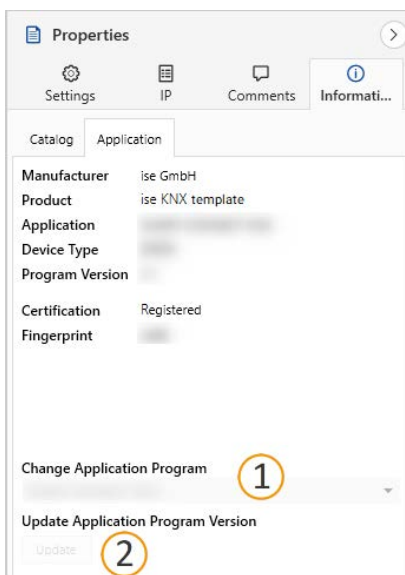 Properties
Settings IP Comments Informati...
Catalog Application
Manufacturer ise GmbH
Product ise KNX template
Application
Device Type
Program Version
Certification Registered
Fingerprint
Change Application Program
1
Update Application Program Version
Update
2